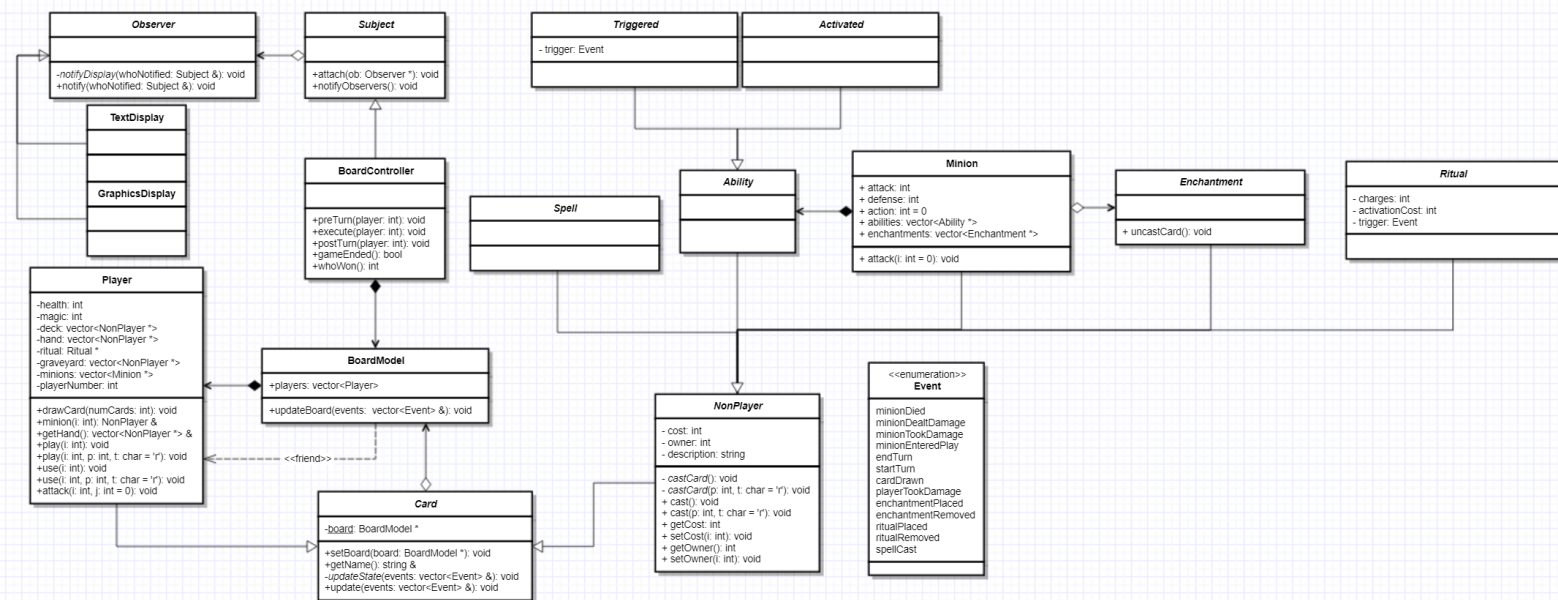 Observer
-notifyDisplay(whoNotified: Subject &): void
+notify(whoNotified: Subject &): void
Subject
+attach(ob: Observer *): void
+notifyObservers(): void
Triggered
- trigger: Event
Activated
TextDisplay
GraphicsDisplay
BoardController
+preTurn(player: int): void
+execute(player: int): void
+postTurn(player: int): void
+gameEnded(): bool
+whoWon(): int
Spell
Ability
Minion
+ attack: int
+ defense: int
+ action: int = 0
+ abilities: vector<Ability *>
+ enchantments: vector<Enchantment *>
+ attack(i: int = 0): void
Enchantment
+ uncastCard(): void
Ritual
- charges: int
- activationCost: int
- trigger: Event
Player
-health: int
-magic: int
-deck: vector<NonPlayer *>
-hand: vector<NonPlayer *>
-ritual: Ritual *
-graveyard: vector<NonPlayer *>
-minions: vector<Minion *>
-playerNumber: int
+drawCard(numCards: int): void
+minion(i: int): NonPlayer &
+getHand(): vector<NonPlayer *> &
+play(i: int): void
+play(i: int, p: int, t: char = 'r'): void
+use(i: int): void
+use(i: int, p: int, t: char = 'r'): void
+attack(i: int, j: int = 0): void
BoardModel
+players: vector<Player>
+updateBoard(events: vector<Event> &): void
<<friend>>
Card
-board: BoardModel *
+setBoard(board: BoardModel *): void
+getName(): string &
-updateState(events: vector<Event> &): void
+update(events: vector<Event> &): void
NonPlayer
- cost: int
- owner: int
- description: string
- castCard(): void
- castCard(p: int, t: char = 'r'): void
+ cast(): void
+ cast(p: int, t: char = 'r'): void
+ getCost: int
+ setCost(i: int): void
+ getOwner(): int
+ setOwner(i: int): void
<<enumeration>>
Event
minionDied
minionDealtDamage
minionTookDamage
minionEnteredPlay
endTurn
startTurn
cardDrawn
playerTookDamage
enchantmentPlaced
enchantmentRemoved
ritualPlaced
ritualRemoved
spellCast